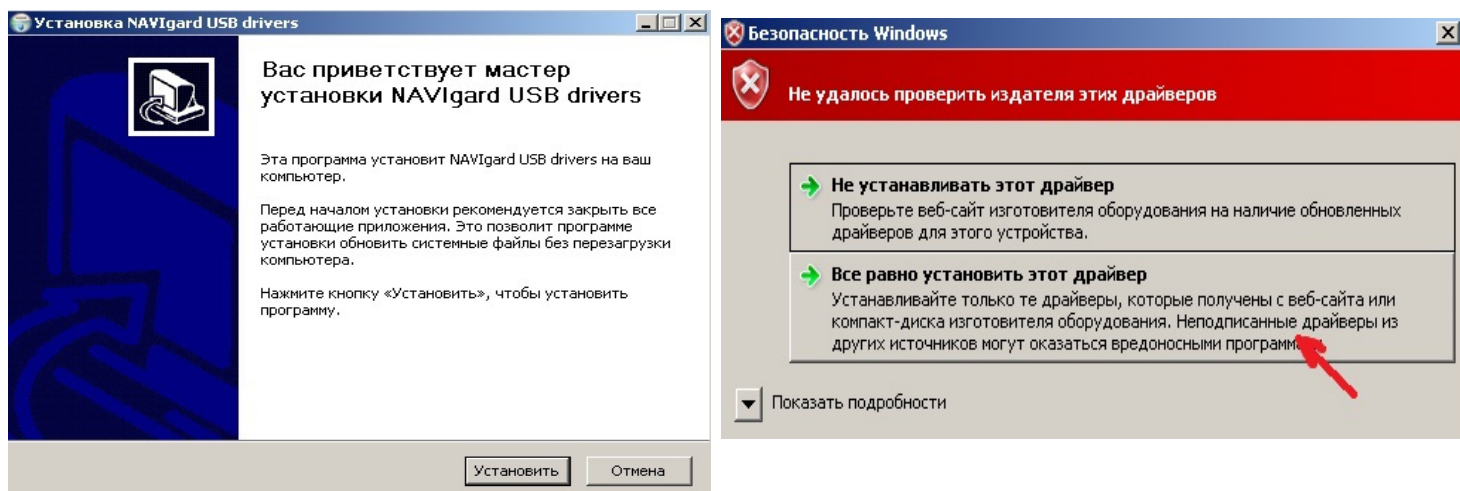 Установка NAVIgard USB drivers
Вас приветствует мастер
установки NAVIgard USB drivers
Эта программа установит NAVIgard USB drivers на ваш
компьютер.
Перед началом установки рекомендуется закрыть все
работающие приложения. Это позволит программе
установки обновить системные файлы без перезагрузки
компьютера.
Нажмите кнопку «Установить», чтобы установить
программу.
Установить
Отмена
Безопасность Windows
Не удалось проверить издателя этих драйверов
Не устанавливать этот драйвер
Проверьте веб-сайт изготовителя оборудования на наличие обновленных
драйверов для этого устройства.
Все равно установить этот драйвер
Устанавливайте только те драйверы, которые получены с веб-сайта или
компакт-диска изготовителя оборудования. Неподписанные драйверы из
других источников могут оказаться вредоносными
Показать подробности